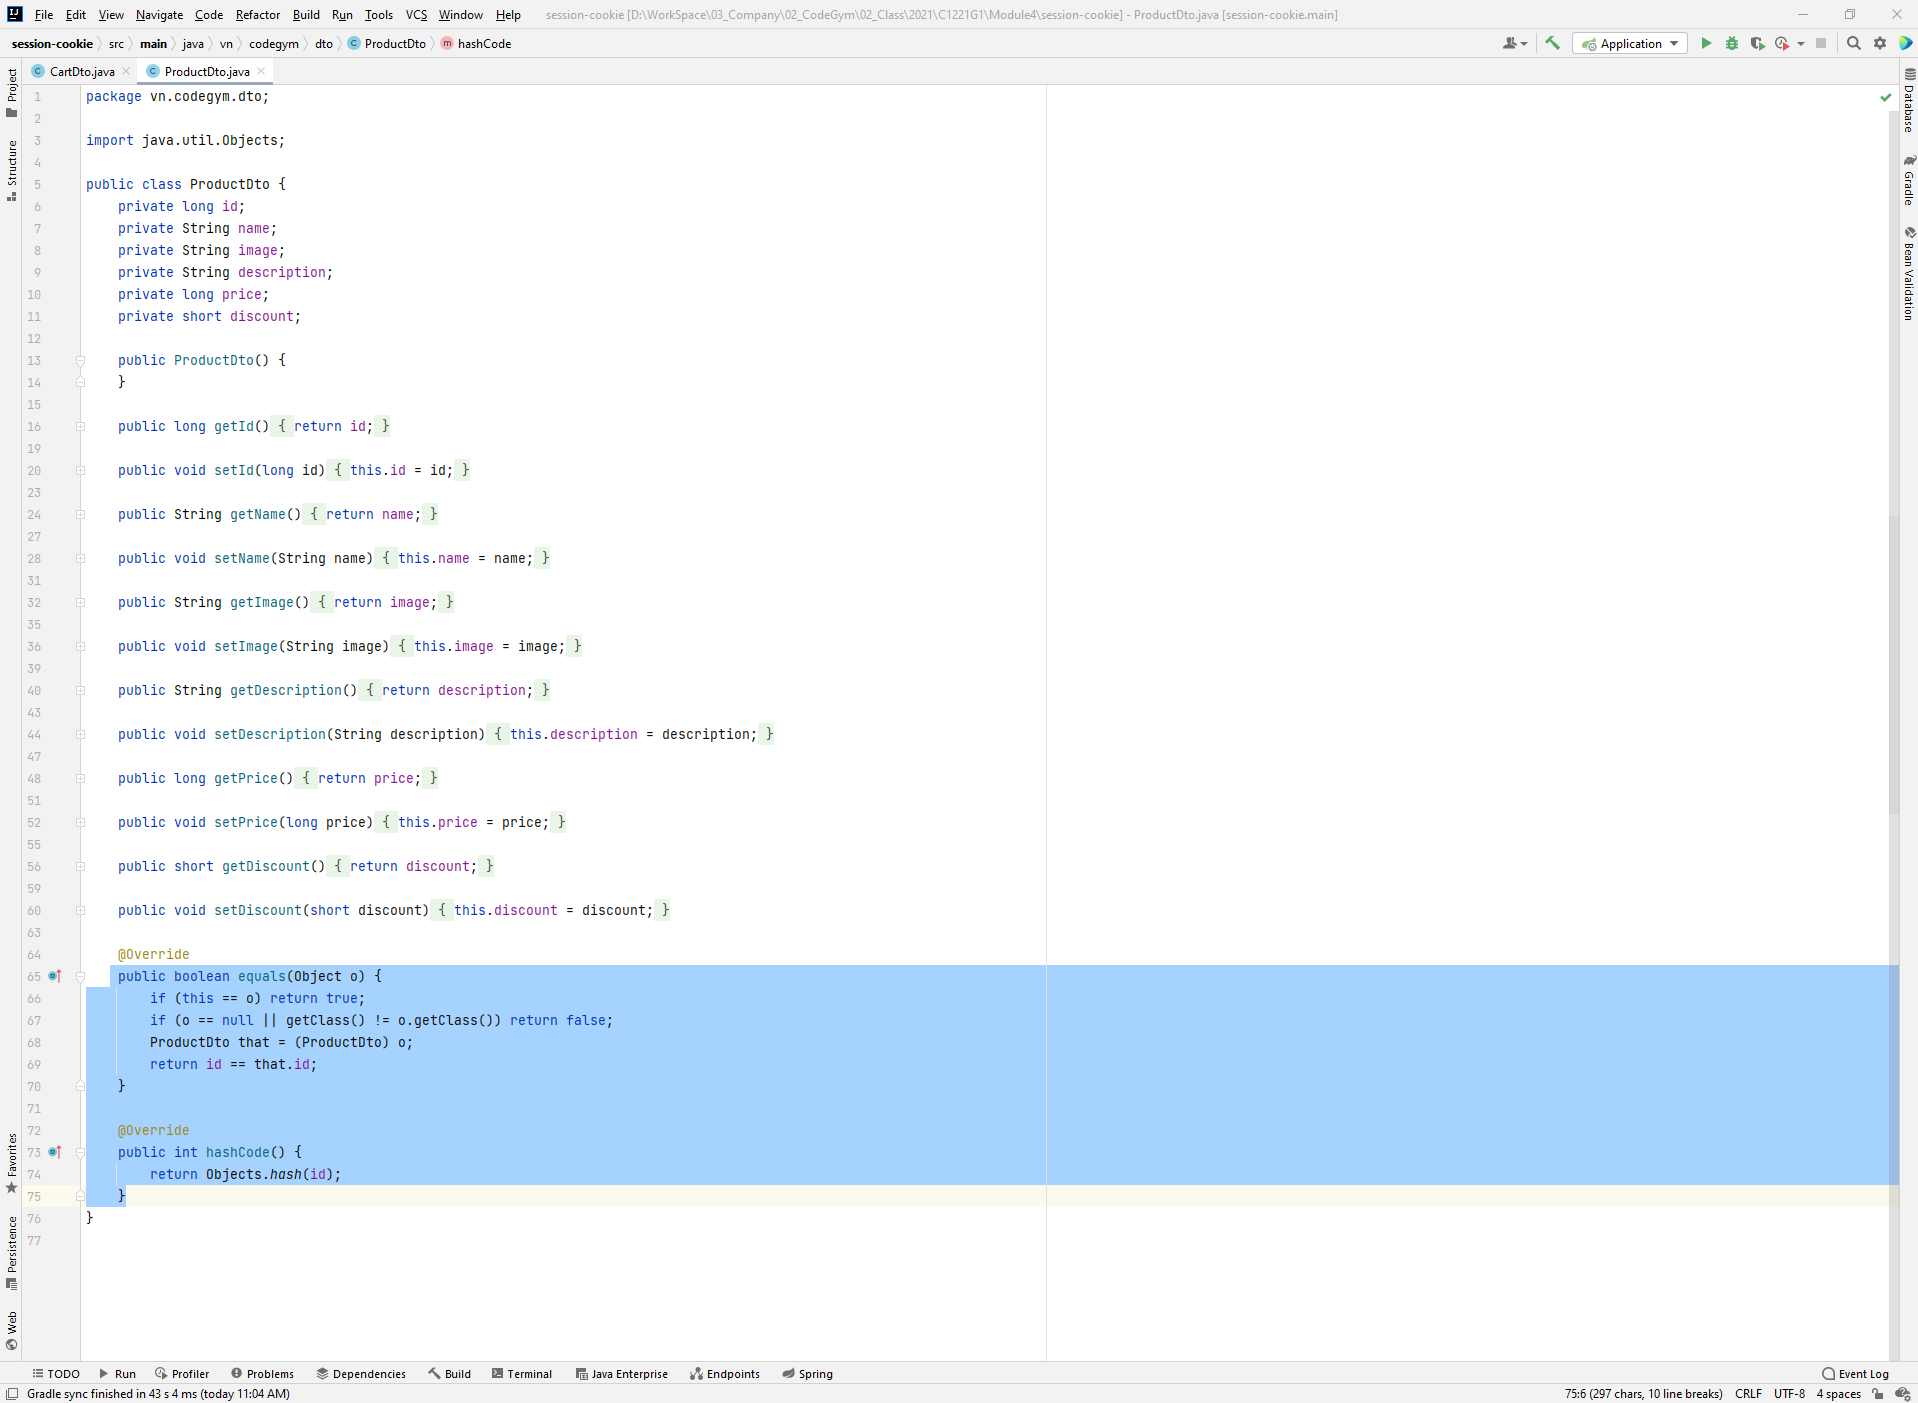 File Edit View Navigate Code Refactor Build Run Tools VCS Window Help session-cookie [D:\WorkSpace\03_Company\02_CodeGym\02_Class\2021\C1221G1\Module4\session-cookie] - ProductDto.java [session-cookie.main]
session-cookie src main java vn codegym dto C ProductDto m hashCode Application
C CartDto.java C ProductDto.java
Project
Structure
Favorites
Persistence
Web
Database
Gradle
Bean Validation
1 package vn.codegym.dto;
2
3 import java.util.Objects;
4
5 public class ProductDto {
6 private long id;
7 private String name;
8 private String image;
9 private String description;
10 private long price;
11 private short discount;
12
13 public ProductDto() {
14 }
15
16 public long getId() { return id; }
19
20 public void setId(long id) { this.id = id; }
23
24 public String getName() { return name; }
27
28 public void setName(String name) { this.name = name; }
31
32 public String getImage() { return image; }
35
36 public void setImage(String image) { this.image = image; }
39
40 public String getDescription() { return description; }
43
44 public void setDescription(String description) { this.description = description; }
47
48 public long getPrice() { return price; }
51
52 public void setPrice(long price) { this.price = price; }
55
56 public short getDiscount() { return discount; }
59
60 public void setDiscount(short discount) { this.discount = discount; }
63
64 @Override
65 public boolean equals(Object o) {
66 if (this == o) return true;
67 if (o == null || getClass() != o.getClass()) return false;
68 ProductDto that = (ProductDto) o;
69 return id == that.id;
70 }
71
72 @Override
73 public int hashCode() {
74 return Objects.hash(id);
75 }
76 }
77
TODO Run Profiler Problems Dependencies Build Terminal Java Enterprise Endpoints Spring Event Log
Gradle sync finished in 43 s 4 ms (today 11:04 AM) 75:6 (297 chars, 10 line breaks) CRLF UTF-8 4 spaces